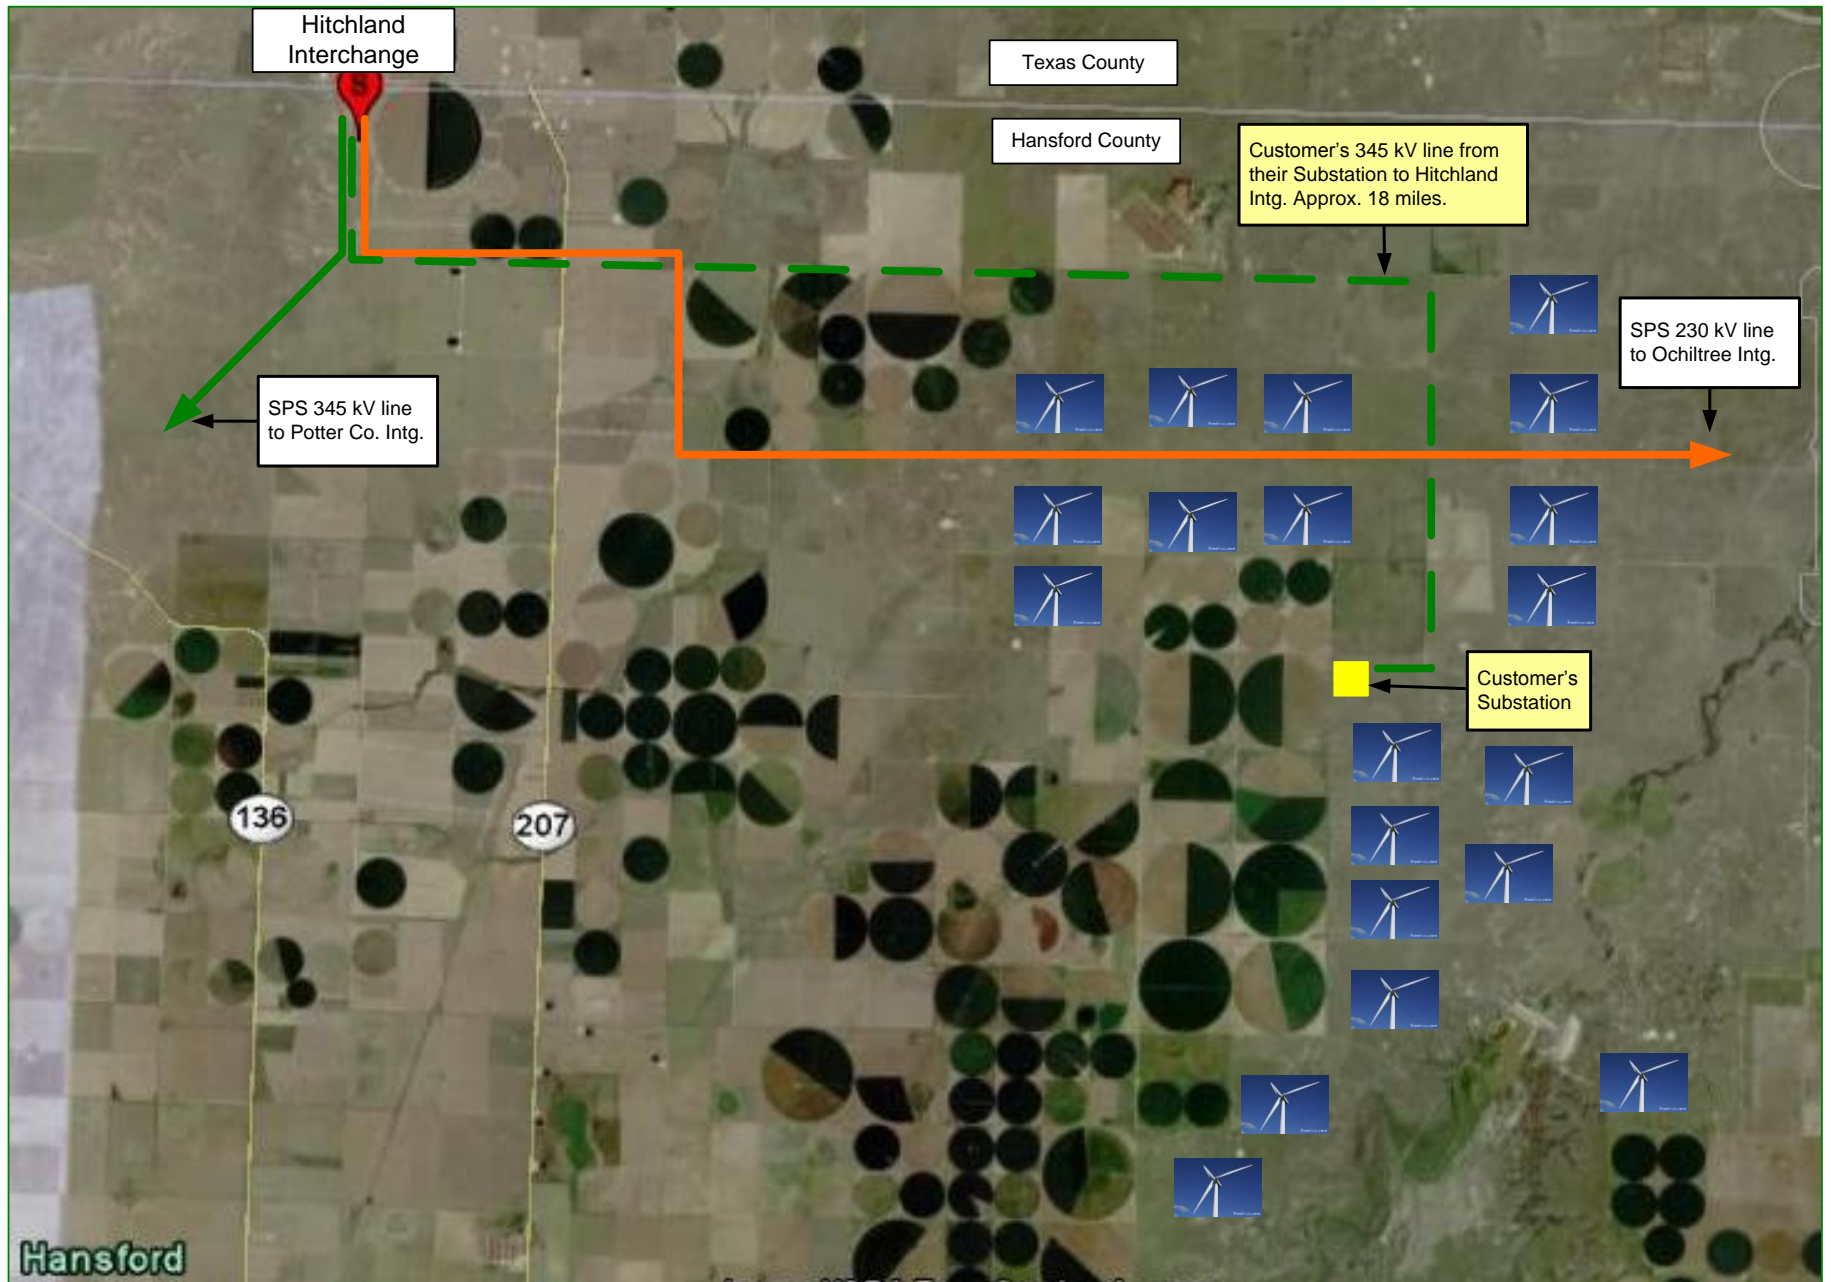 Hitchland
Interchange
S
Texas County
Hansford County
Customer's 345 kV line from
their Substation to Hitchland
Intg. Approx. 18 miles.
SPS 230 kV line
to Ochiltree Intg.
SPS 345 kV line
to Potter Co. Intg.
Customer's
Substation
136
207
Hansford